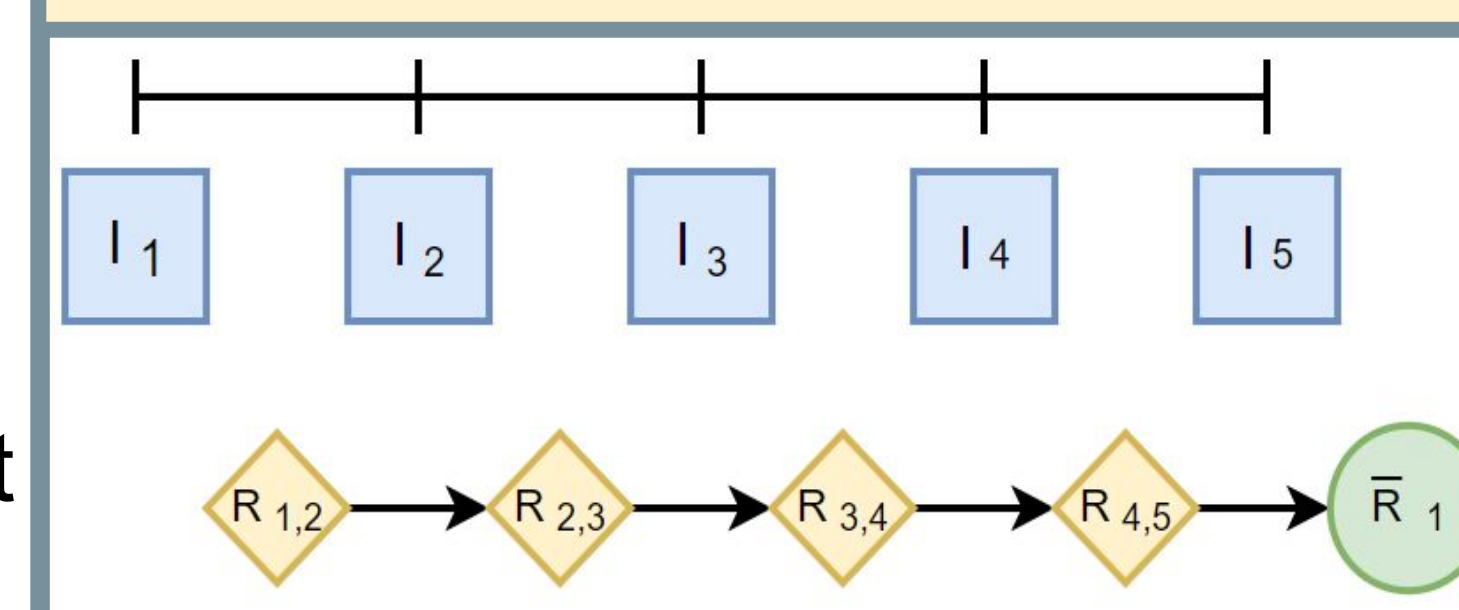 I 1 I 2 I 3 I 4 I 5
t
R 1,2 R 2,3 R 3,4 R 4,5 R̅ 1